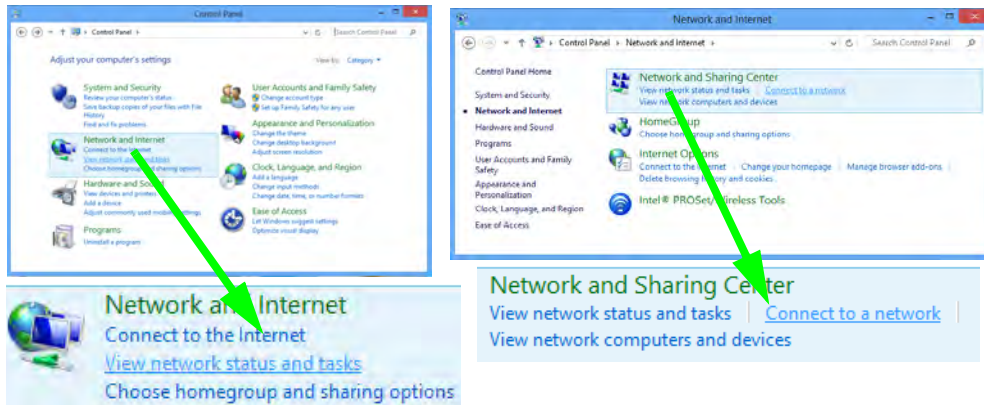 Control Panel
Control Panel
Search Control Panel
Adjust your computer's settings
View by: Category
System and Security
Review your computer's status
Save backup copies of your files with File
History
Find and fix problems
Network and Internet
Connect to the Internet
View network status and tasks
Choose homegroup and sharing options
Hardware and Sound
View devices and printers
Add a device
Adjust commonly used mobility settings
Programs
Uninstall a program
User Accounts and Family Safety
Change account type
Set up Family Safety for any user
Appearance and Personalization
Change the theme
Change desktop background
Adjust screen resolution
Clock, Language, and Region
Add a language
Change input methods
Change date, time, or number formats
Ease of Access
Let Windows suggest settings
Optimize visual display
Network and Internet
Connect to the Internet
View network status and tasks
Choose homegroup and sharing options
Network and Internet
Control Panel Network and Internet
Search Control Panel
Control Panel Home
System and Security
Network and Internet
Hardware and Sound
Programs
User Accounts and Family
Safety
Appearance and
Personalization
Clock, Language, and Region
Ease of Access
Network and Sharing Center
View network status and tasks Connect to a network
View network computers and devices
HomeGroup
Choose homegroup and sharing options
Internet Options
Connect to the Internet Change your homepage Manage browser add-ons
Delete browsing history and cookies
Intel® PROSet/Wireless Tools
Network and Sharing Center
View network status and tasks Connect to a network
View network computers and devices